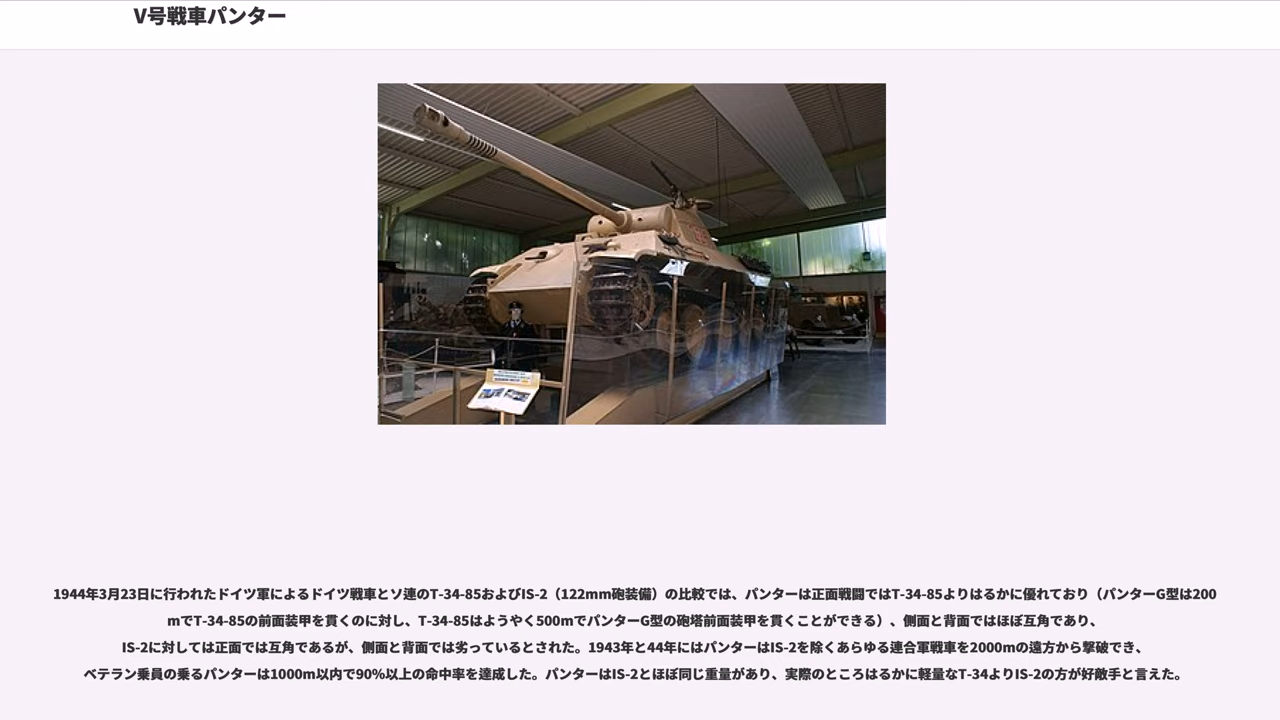 V号戦車パンター
1944年3月23日に行われたドイツ軍によるドイツ戦車とソ連のT-34-85およびIS-2（122mm砲装備）の比較では、パンターは正面戦闘ではT-34-85よりはるかに優れており（パンターG型は200
mでT-34-85の前面装甲を貫くのに対し、T-34-85はようやく500mでパンターG型の砲塔前面装甲を貫くことができる）、側面と背面ではほぼ互角であり、
IS-2に対しては正面では互角であるが、側面と背面では劣っているとされた。1943年と44年にはパンターはIS-2を除くあらゆる連合軍戦車を2000mの遠方から撃破でき、
ベテラン乗員の乗るパンターは1000m以内で90%以上の命中率を達成した。パンターはIS-2とほぼ同じ重量があり、実際のところはるかに軽量なT-34よりIS-2の方が好敵手と言えた。